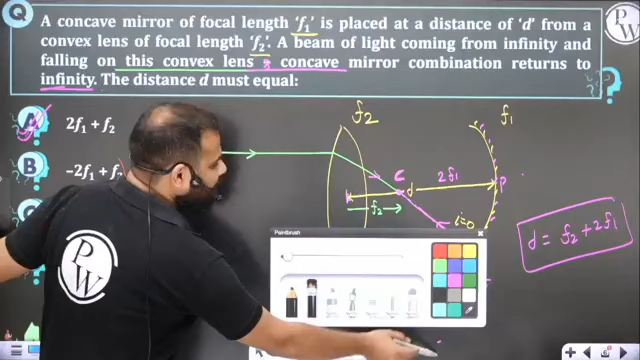 Q A concave mirror of focal length 'f₁' is placed at a distance of 'd' from a
convex lens of focal length 'f₂'. A beam of light coming from infinity and
falling on this convex lens & concave mirror combination returns to
infinity. The distance d must equal:
A 2f₁ + f₂
B -2f₁ + f₂
f₂
f₁
C
2f₁
d
P
f₂
i=0
d = f₂ + 2f₁
PW
Paintbrush